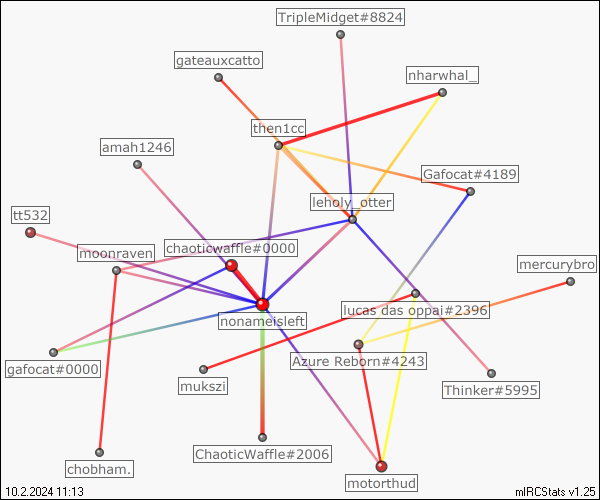 TripleMidget#8824
gateauxcatto
nharwhal_
then1cc
amah1246
Gafocat#4189
leholy_otter
tt532
chaoticwaffle#0000
moonraven
mercurybro
lucas das oppai#2396
nonameisleft
Azure Reborn#4243
gafocat#0000
mukszi
Thinker#5995
ChaoticWaffle#2006
chobham.
motorthud
10.2.2024 11:13
mIRCStats v1.25